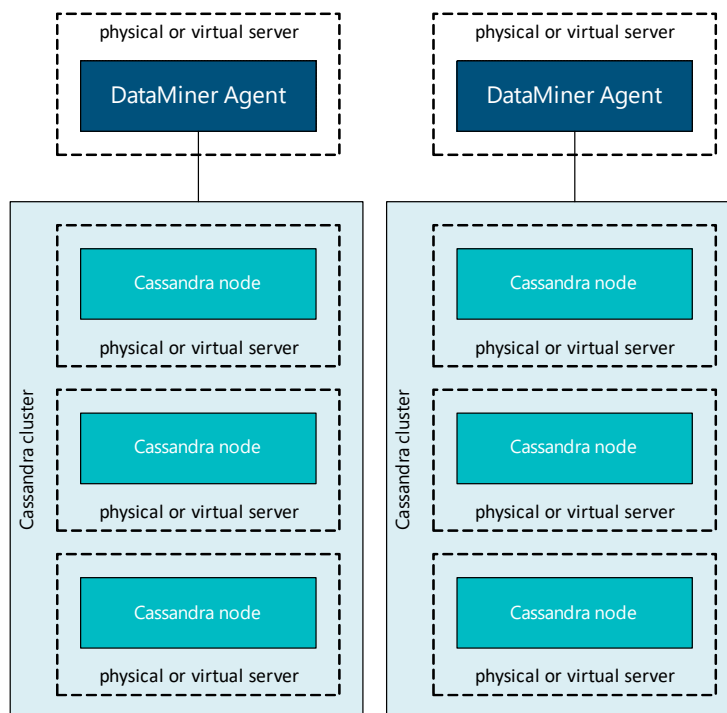 physical or virtual server
DataMiner Agent
Cassandra cluster
Cassandra node
physical or virtual server
Cassandra node
physical or virtual server
Cassandra node
physical or virtual server
physical or virtual server
DataMiner Agent
Cassandra cluster
Cassandra node
physical or virtual server
Cassandra node
physical or virtual server
Cassandra node
physical or virtual server